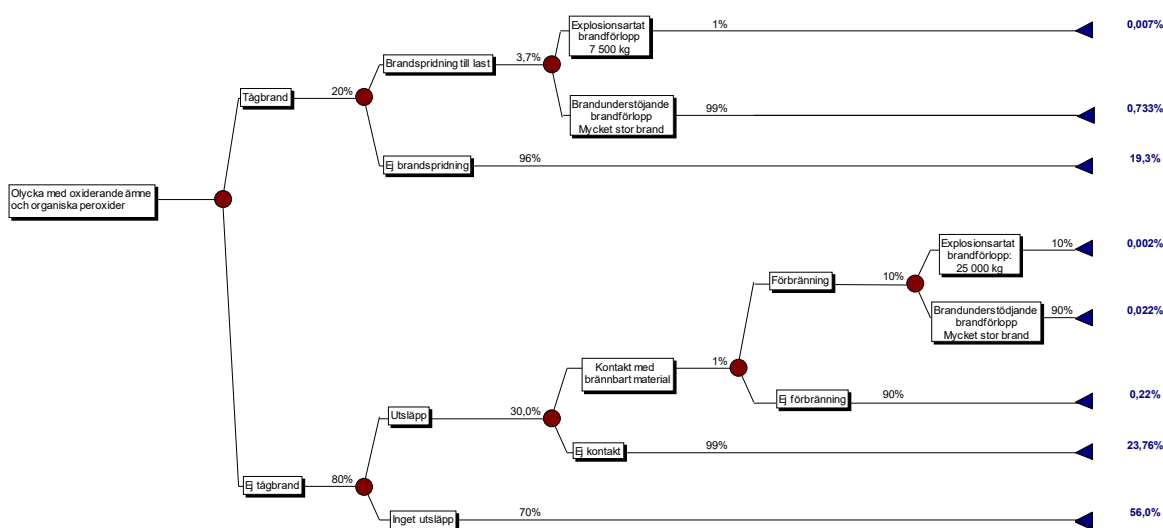 Explosionsartat
brandförlopp
7 500 kg
1%
0,007%
Brandspridning till last
3,7%
Tågbrand
20%
Brandunderstöjande
brandförlopp
Mycket stor brand
99%
0,733%
Ej brandspridning
96%
19,3%
Olycka med oxiderande ämne
och organiska peroxider
Explosionsartat
brandförlopp:
25 000 kg
10%
0,002%
Förbränning
10%
Brandunderstödjande
brandförlopp
Mycket stor brand
90%
0,022%
Kontakt med
brännbart material
1%
Ej förbränning
90%
0,22%
Utsläpp
30,0%
Ej kontakt
99%
23,76%
Ej tågbrand
80%
Inget utsläpp
70%
56,0%